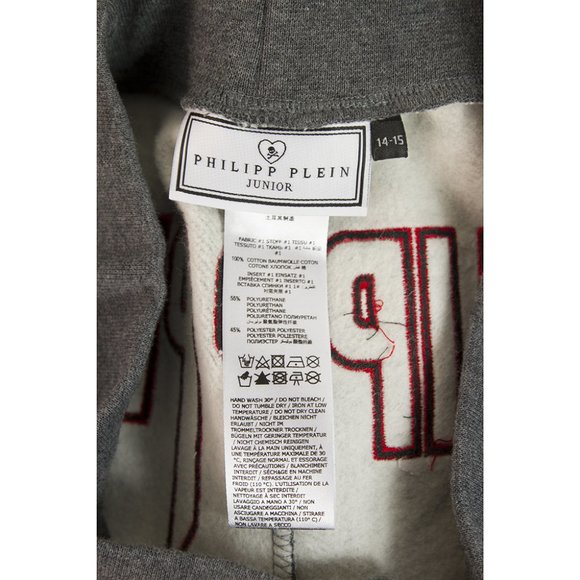 PHILIPP PLEIN
JUNIOR
14-15
FABRIC #1 STOFF #1 TISSU #1
TESSUTO #1 ТКАНЬ #1
100% COTTON BAUMWOLLE COTON
COTONE ХЛОПОК
INSERT #1 EINSATZ #1
EMPIÈCEMENT #1 INSERTO #1
ВСТАВКА СПИНКИ #1
55% POLYURETHANE
POLYURETHAN
POLYURETHANE
POLIURETANO ПОЛИУРЕТАН
45% POLYESTER POLYESTER
POLYESTER POLIESTERE
ПОЛИЭСТЕР
HAND WASH 30° / DO NOT BLEACH /
DO NOT TUMBLE DRY / IRON AT LOW
TEMPERATURE / DO NOT DRY CLEAN
HANDWÄSCHE / BLEICHEN NICHT
ERLAUBT / NICHT IM
TROMMELTROCKNER TROCKNEN /
BÜGELN MIT GERINGER TEMPERATUR
/ NICHT CHEMISCH REINIGEN
LAVAGE À LA MAIN UNIQUEMENT, À
UNE TEMPÉRATURE MAXIMALE DE 30
°C, RINÇAGE NORMAL ET ESSORAGE
AVEC PRÉCAUTIONS / BLANCHIMENT
INTERDIT / SÉCHAGE EN MACHINE
INTERDIT / REPASSAGE AU FER
FROID (110 °C). L'UTILISATION DE LA
VAPEUR EST INTERDITE /
NETTOYAGE À SEC INTERDIT
LAVAGGIO A MANO A 30° / NON
USARE CANDEGGIANTI / NON
ASCIUGARE A MACCHINA / STIRARE
A BASSA TEMPERATURA (110°C) /
NON LAVARE A SECCO